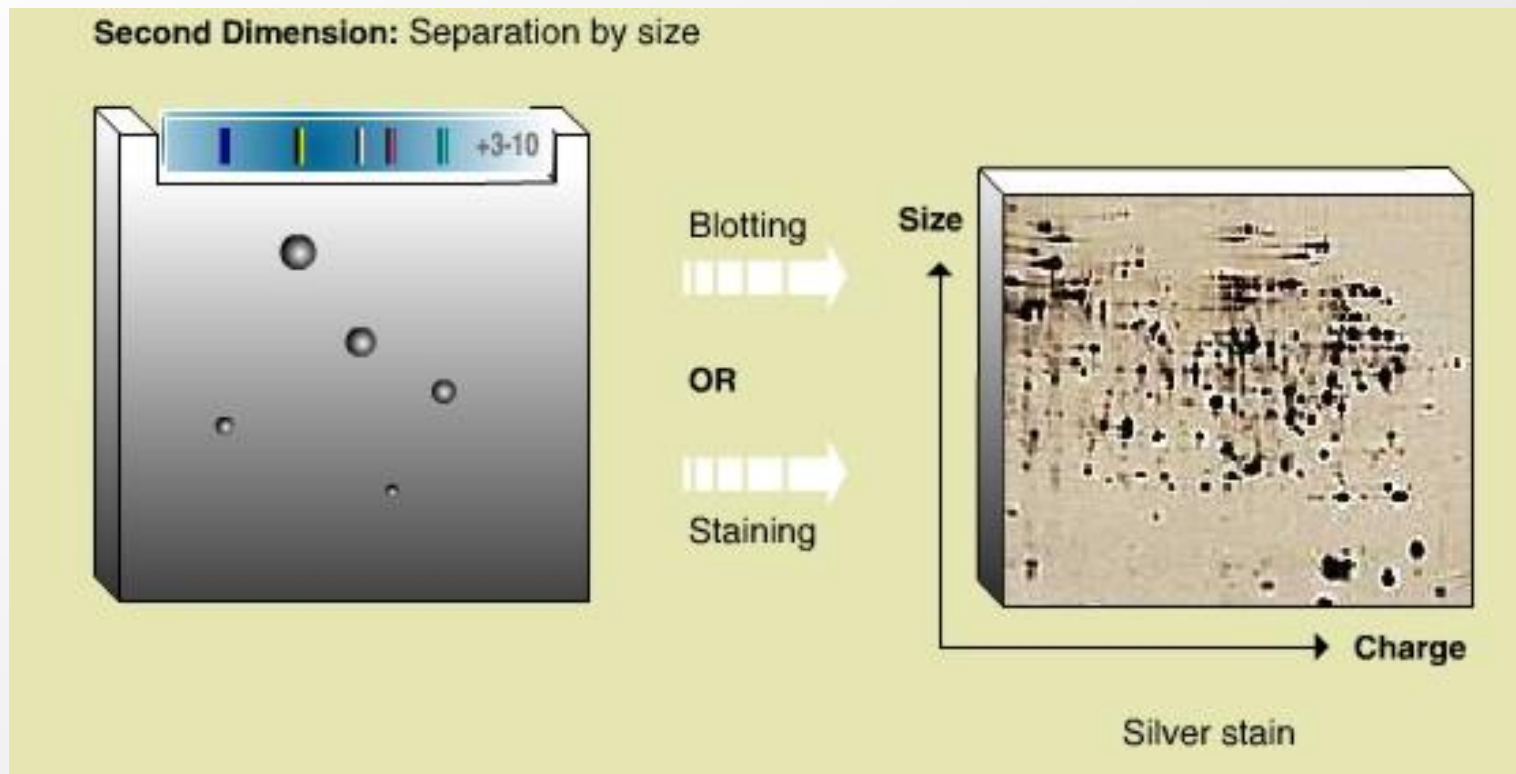 Second Dimension: Separation by size
+3-10
Blotting
OR
Staining
Size
Charge
Silver stain